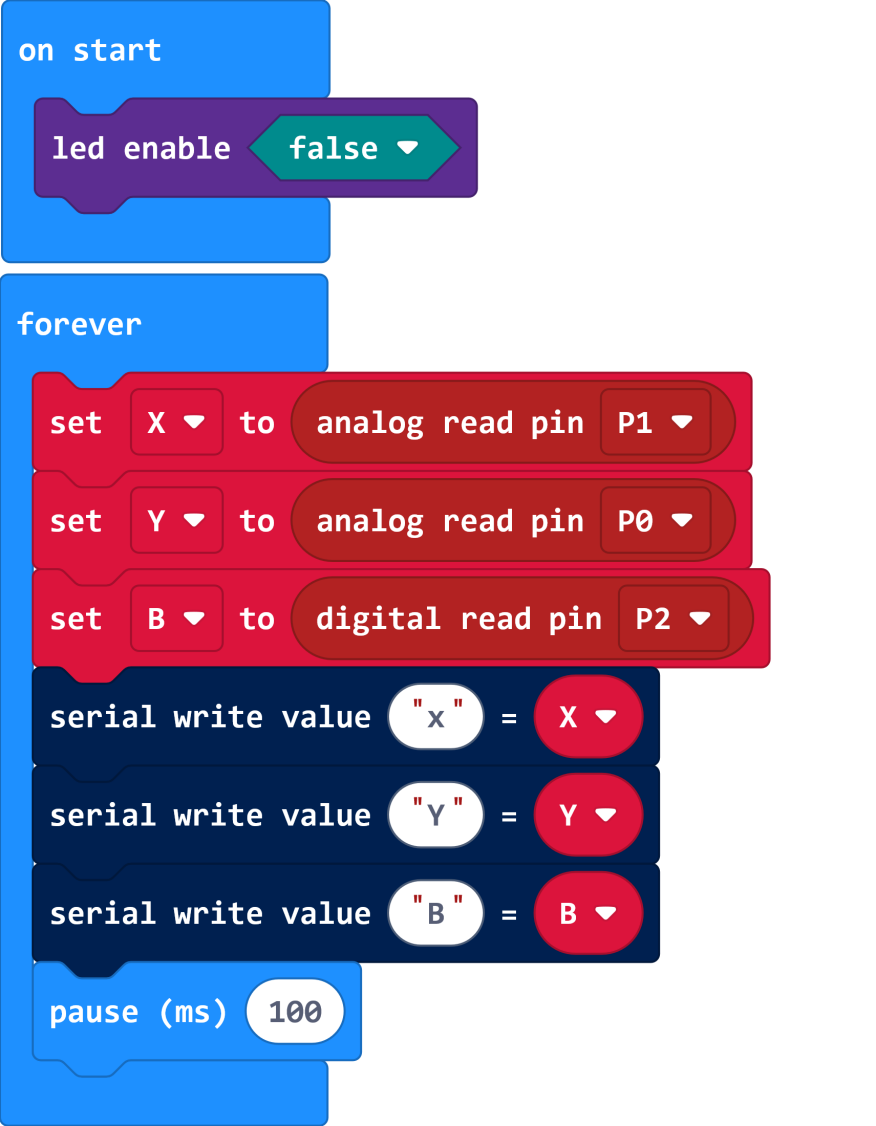 on start
led enable false
forever
set X to analog read pin P1
set Y to analog read pin P0
set B to digital read pin P2
serial write value "x" = X
serial write value "Y" = Y
serial write value "B" = B
pause (ms) 100